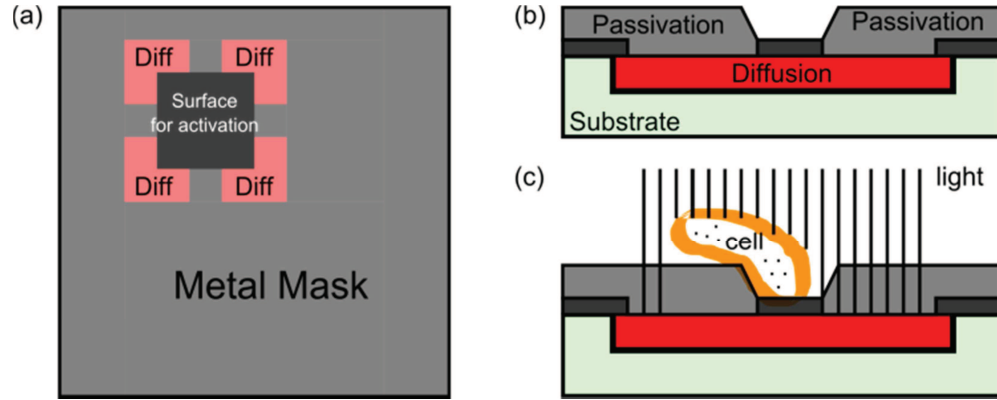 (a)
Diff Diff
Surface
for activation
Diff Diff
Metal Mask
(b)
Passivation Passivation
Diffusion
Substrate
(c)
light
cell